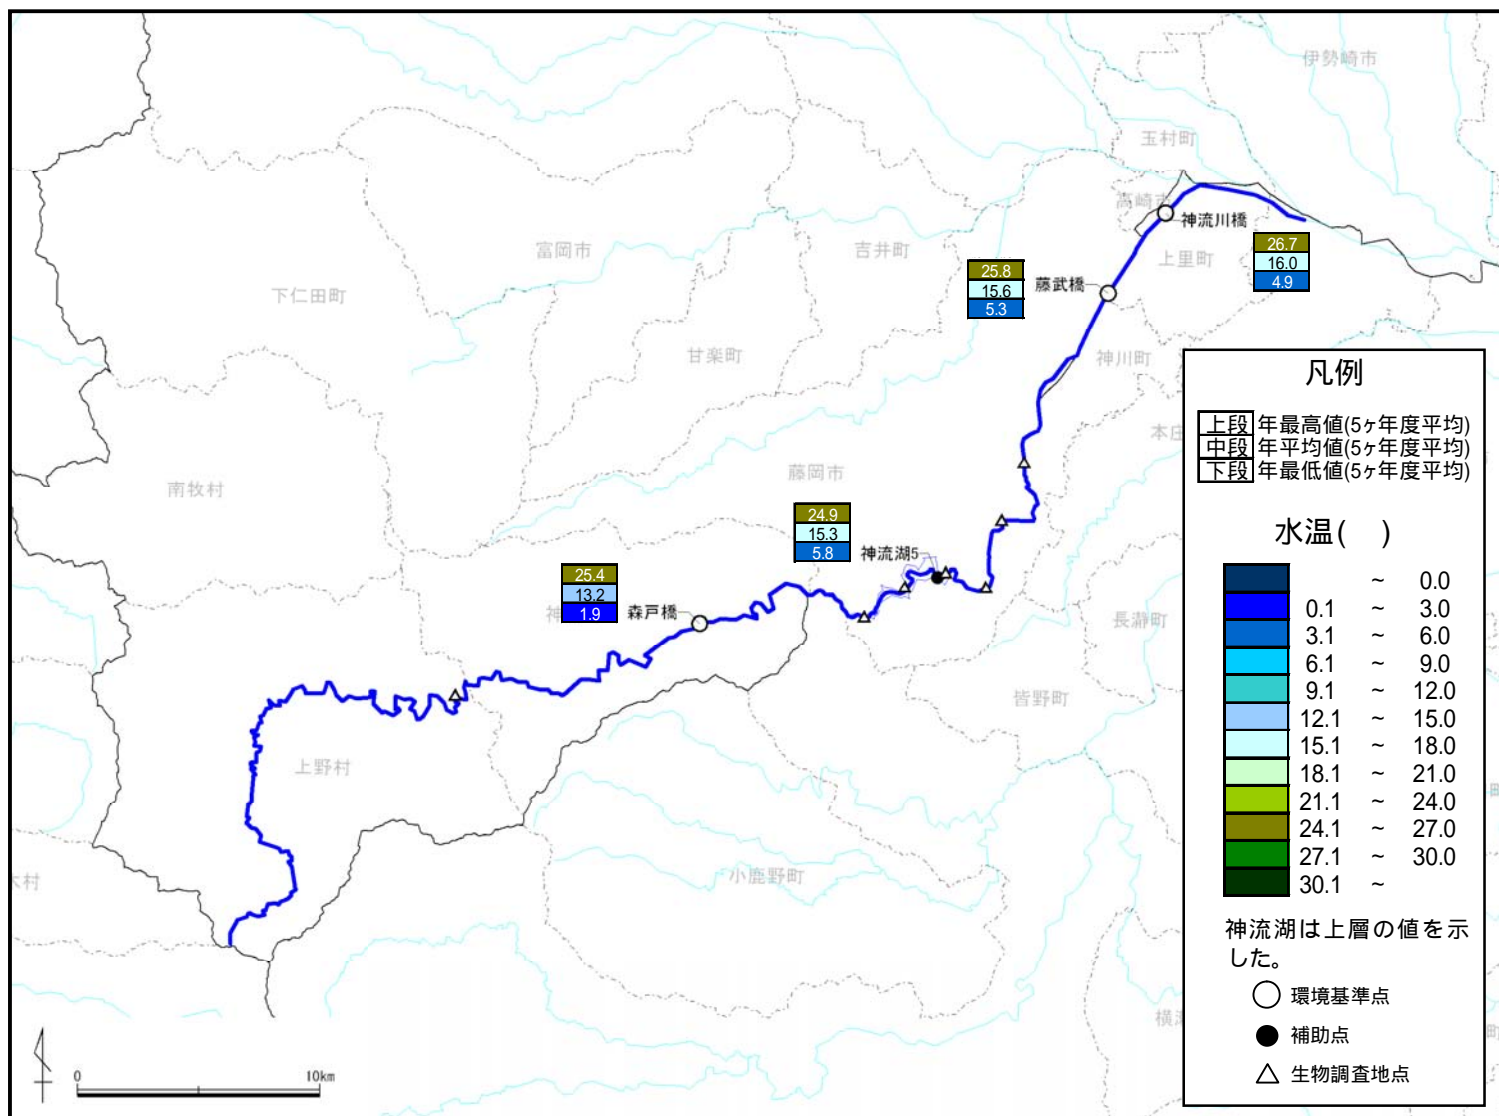 伊勢崎市
玉村町
高崎市
神流川橋
富岡市
吉井町
上里町
26.7
16.0
4.9
25.8
15.6
5.3
藤武橋
下仁田町
甘楽町
神川町
凡例
上段 年最高値(5ヶ年度平均)
中段 年平均値(5ヶ年度平均)
下段 年最低値(5ヶ年度平均)
本庄
藤岡市
南牧村
24.9
15.3
5.8
神流湖5
水温( )
25.4
13.2
1.9
神
森戸橋
長瀞町
~ 0.0
0.1 ~ 3.0
3.1 ~ 6.0
6.1 ~ 9.0
9.1 ~ 12.0
12.1 ~ 15.0
15.1 ~ 18.0
18.1 ~ 21.0
21.1 ~ 24.0
24.1 ~ 27.0
27.1 ~ 30.0
30.1 ~
皆野町
上野村
小鹿野町
木村
神流湖は上層の値を示
した。
環境基準点
補助点
生物調査地点
横
町
0 10km